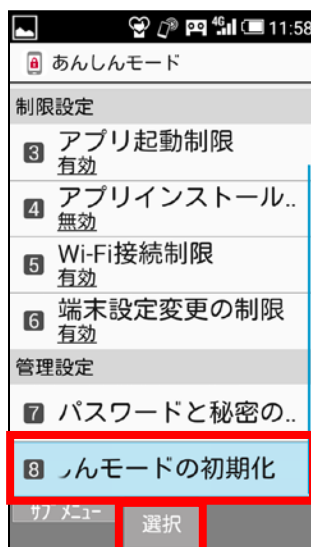 4G 11:58
あんしんモード
制限設定
3 アプリ起動制限
有効
4 アプリインストール..
無効
5 Wi-Fi接続制限
有効
6 端末設定変更の制限
有効
管理設定
7 パスワードと秘密の..
8 んモードの初期化
サブ メニュー
選択